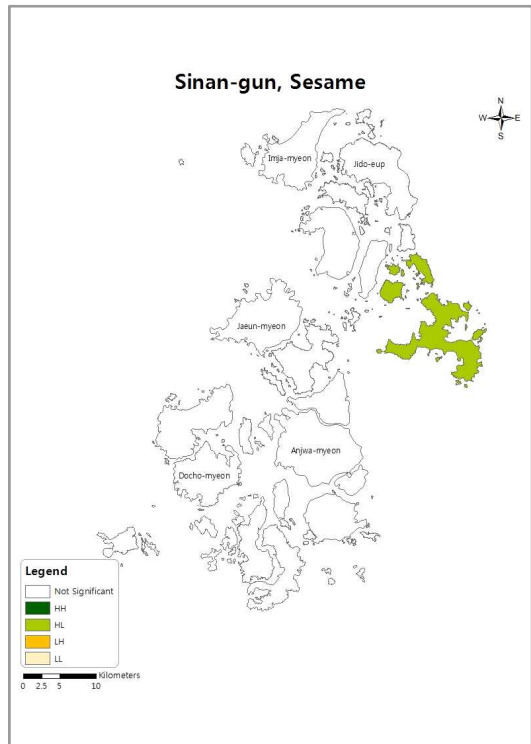 Sinan-gun, Sesame
N
W E
S
Imja-myeon
Jido-eup
Jaeun-myeon
Anjwa-myeon
Docho-myeon
Legend
Not Significant
HH
HL
LH
LL
Kilometers
0 2.5 5 10